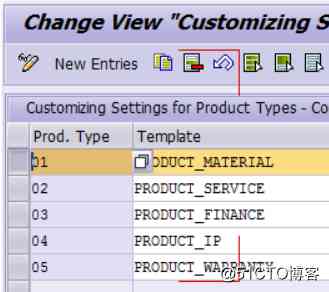 Change View "Customizing S
New Entries
Customizing Settings for Product Types - Co
Prod. Type Template
01 PRODUCT_MATERIAL
02 PRODUCT_SERVICE
03 PRODUCT_FINANCE
04 PRODUCT_IP
05 PRODUCT_WARRANTY
@51CTO博客